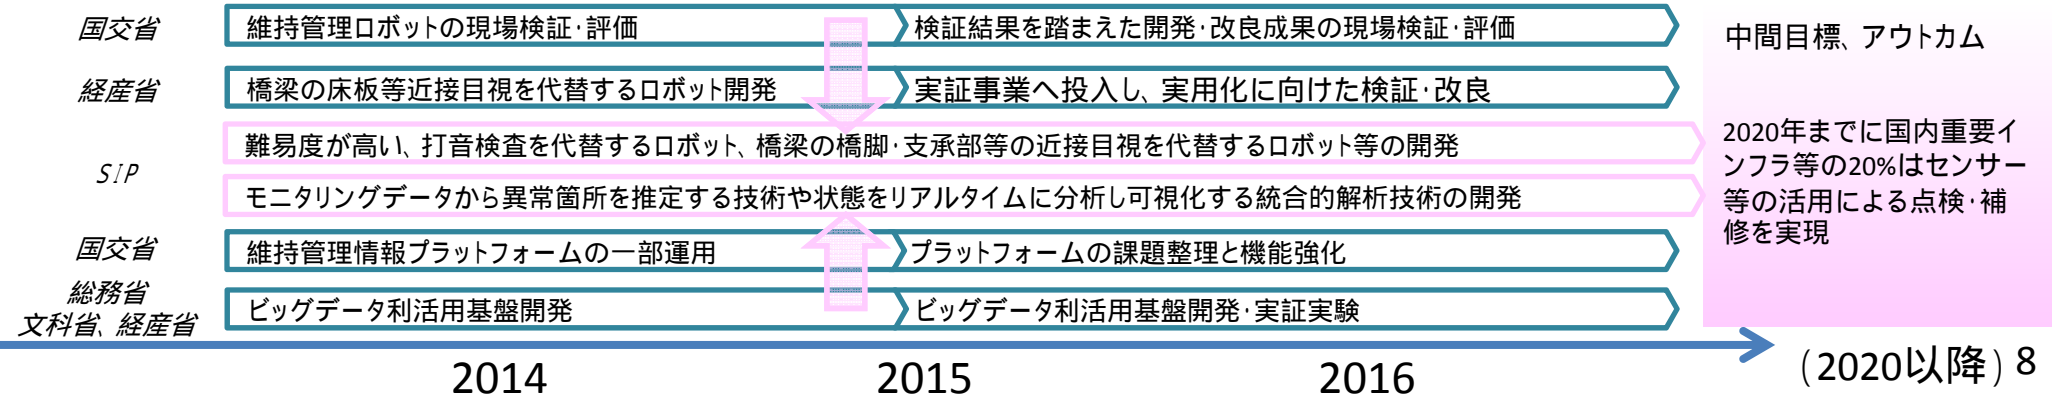 国交省
維持管理ロボットの現場検証・評価
検証結果を踏まえた開発・改良成果の現場検証・評価
経産省
橋梁の床板等近接目視を代替するロボット開発
実証事業へ投入し、実用化に向けた検証・改良
SIP
難易度が高い、打音検査を代替するロボット、橋梁の橋脚・支承部等の近接目視を代替するロボット等の開発
モニタリングデータから異常箇所を推定する技術や状態をリアルタイムに分析し可視化する統合的解析技術の開発
国交省
維持管理情報プラットフォームの一部運用
プラットフォームの課題整理と機能強化
総務省
文科省、経産省
ビッグデータ利活用基盤開発
ビッグデータ利活用基盤開発・実証実験
中間目標、アウトカム
2020年までに国内重要イ
ンフラ等の20%はセンサー
等の活用による点検・補
修を実現
2014
2015
2016
(2020以降)
8